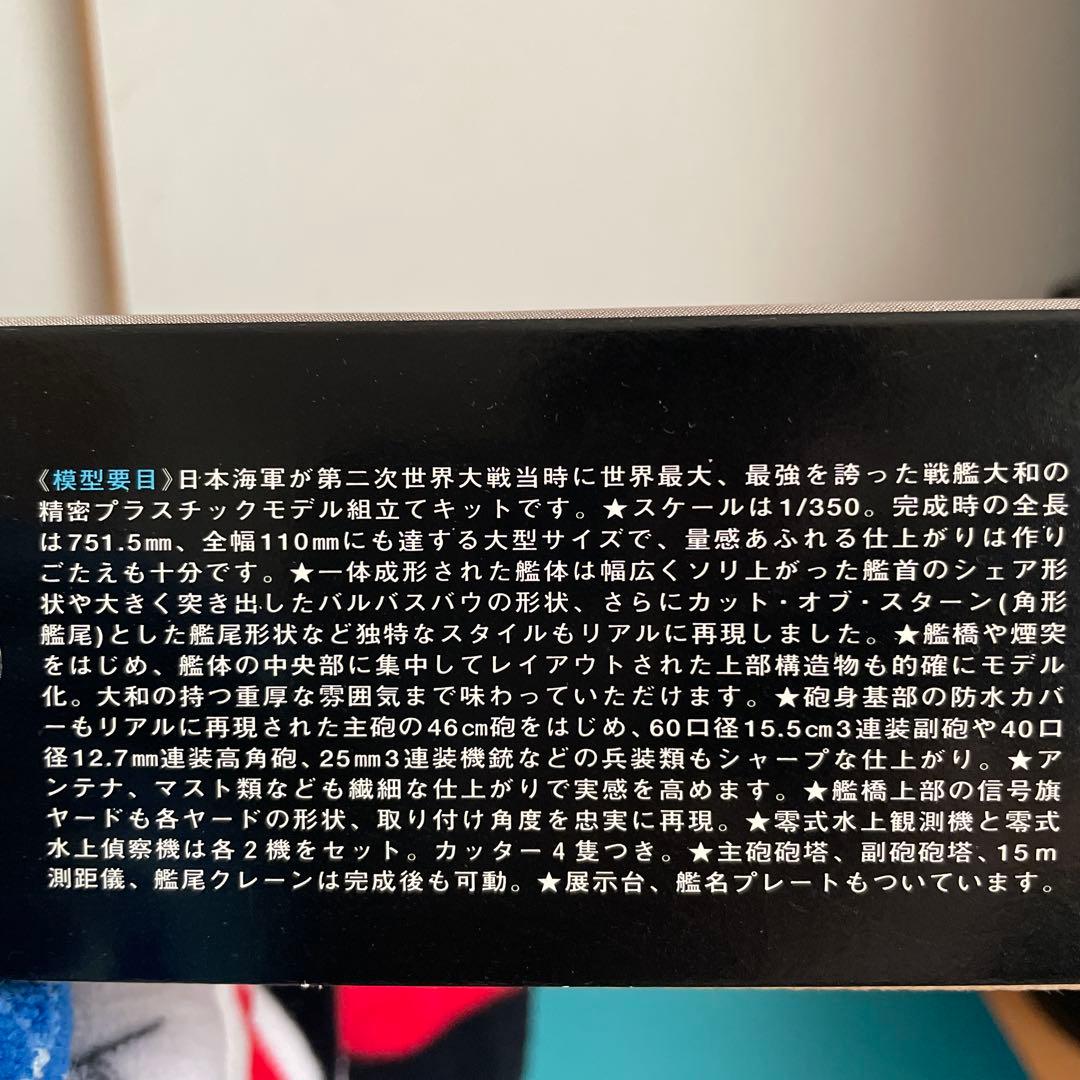 《模型要目》日本海軍が第二次世界大戦当時に世界最大、最強を誇った戦艦大和の
精密プラスチックモデル組立てキットです。★スケールは1/350。完成時の全長
は751.5㎜、全幅110㎜にも達する大型サイズで、量感あふれる仕上がりは作り
ごたえも十分です。★一体成形された艦体は幅広くソリ上がった艦首のシェア形
状や大きく突き出したバルバスバウの形状、さらにカット・オブ・スターン(角形
艦尾)とした艦尾形状など独特なスタイルもリアルに再現しました。★艦橋や煙突
をはじめ、艦体の中央部に集中してレイアウトされた上部構造物も的確にモデル
化。大和の持つ重厚な雰囲気まで味わっていただけます。★砲身基部の防水カバ
ーもリアルに再現された主砲の46㎝砲をはじめ、60口径15.5㎝3連装副砲や40口
径12.7㎜連装高角砲、25㎜3連装機銃などの兵装類もシャープな仕上がり。★ア
ンテナ、マスト類なども繊細な仕上がりで実感を高めます。★艦橋上部の信号旗
ヤードも各ヤードの形状、取り付け角度を忠実に再現。★零式水上観測機と零式
水上偵察機は各2機をセット。カッター4隻つき。★主砲砲塔、副砲砲塔、15m
測距儀、艦尾クレーンは完成後も可動。★展示台、艦名プレートもついています。